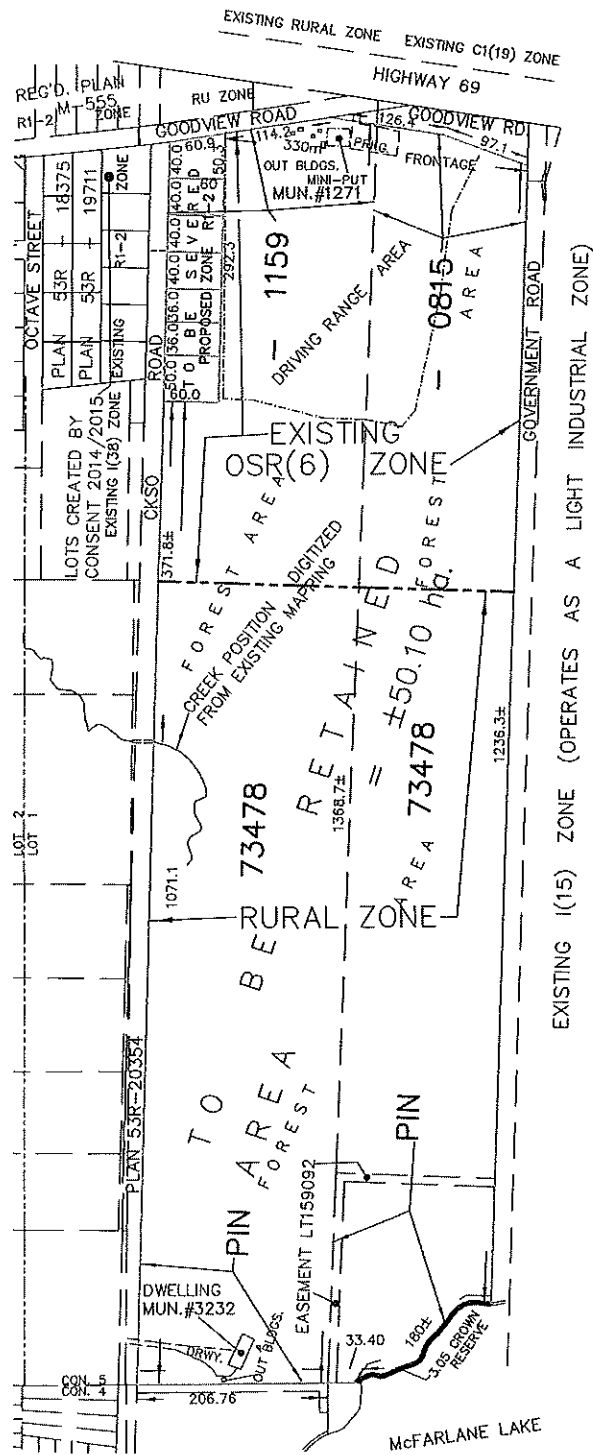 EXISTING RURAL ZONE
EXISTING C1(19) ZONE
HIGHWAY 69
REG'D. PLAN
M-555
R1-2
ZONE
RU ZONE
GOODVIEW ROAD
GOODVIEW RD
114.2
330m²
OUT BLDGS.
MINI-PUT
MUN.#1271
PRKG.
126.4
97.1
FRONTAGE
60.9
50.3
40.0
40.0
40.0
40.0
40.0
36.0
36.0
50.0
60.0
60
292.3
TO BE SEVERED
PROPOSED ZONE R1-2
OCTAVE STREET
PLAN 53R - 18375
PLAN 53R - 19711
EXISTING R1-2 ZONE
ROAD
CKSO
1159
0815
DRIVING RANGE AREA
AREA
GOVERNMENT ROAD
EXISTING
OSR(6) ZONE
LOTS CREATED BY
CONSENT 2014/2015
EXISTING I(38) ZONE
371.8±
FOREST AREA
CREEK POSITION DIGITIZED
FROM EXISTING MAPPING
FOREST
AREA
AREA TO BE RETAINED
= ±50.10 ha.
73478
73478
1368.7±
1236.3±
LOT 2
LOT 1
1071.1
RURAL ZONE
EXISTING I(15) ZONE (OPERATES AS A LIGHT INDUSTRIAL ZONE)
PLAN 53R-20354
FOREST
PIN
PIN
EASEMENT LT159092
DWELLING
MUN.#3232
DRWY.
OUT BLDGS.
33.40
180±
3.05 CROWN
RESERVE
CON. 5
CON. 4
206.76
McFARLANE LAKE